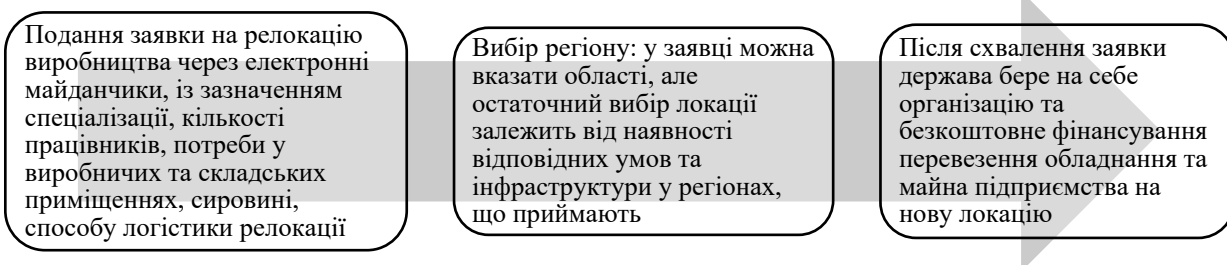 Подання заявки на релокацію
виробництва через електронні
майданчики, із зазначенням
спеціалізації, кількості
працівників, потреби у
виробничих та складських
приміщеннях, сировині,
способу логістики релокації
Вибір регіону: у заявці можна
вказати області, але
остаточний вибір локації
залежить від наявності
відповідних умов та
інфраструктури у регіонах,
що приймають
Після схвалення заявки
держава бере на себе
організацію та
безкоштовне фінансування
перевезення обладнання та
майна підприємства на
нову локацію